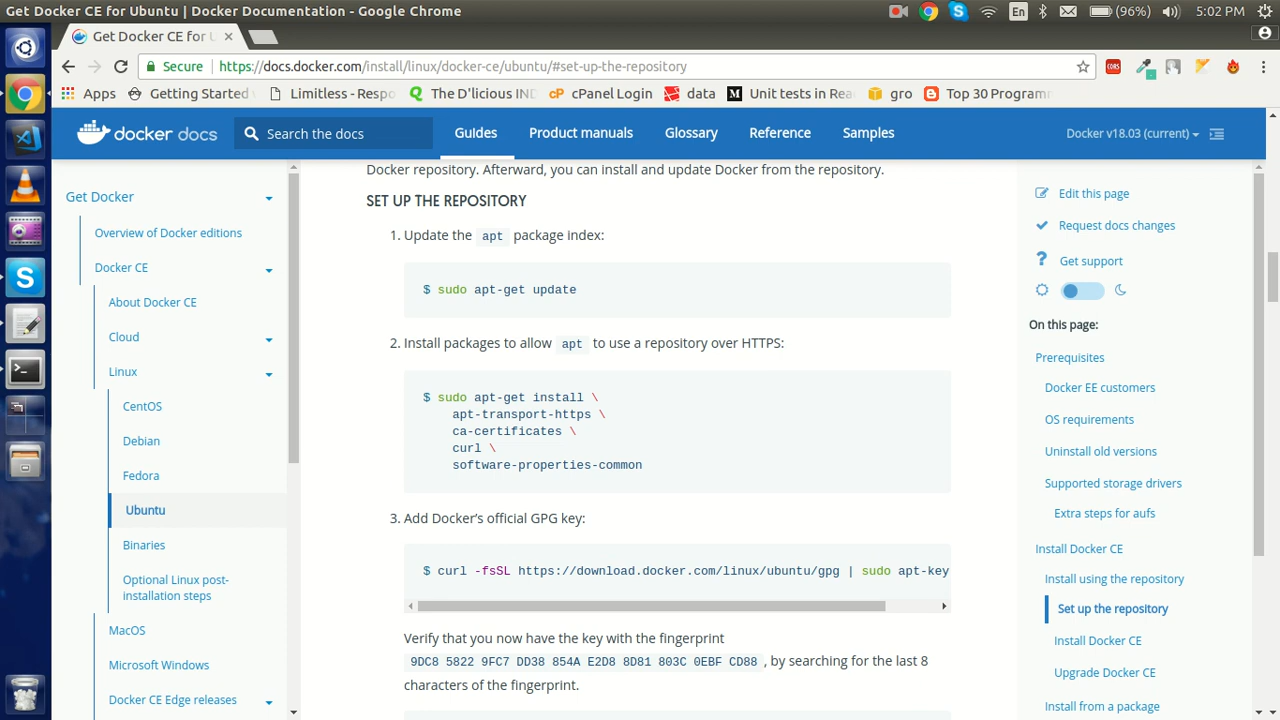 Get Docker CE for Ubuntu | Docker Documentation - Google Chrome
En
(96%)
5:02 PM
Get Docker CE for U
Secure
https://docs.docker.com/install/linux/docker-ce/ubuntu/#set-up-the-repository
CORS
Apps
Getting Started
Limitless - Respo
The D'licious IND
cPanel Login
data
Unit tests in Rea
gro
Top 30 Program
docker docs
Search the docs
Guides
Product manuals
Glossary
Reference
Samples
Docker v18.03 (current)
Get Docker
Overview of Docker editions
Docker CE
About Docker CE
Cloud
Linux
CentOS
Debian
Fedora
Ubuntu
Binaries
Optional Linux post-
installation steps
MacOS
Microsoft Windows
Docker CE Edge releases
Docker repository. Afterward, you can install and update Docker from the repository.
SET UP THE REPOSITORY
1. Update the apt package index:
$ sudo apt-get update
2. Install packages to allow apt to use a repository over HTTPS:
$ sudo apt-get install \
apt-transport-https \
ca-certificates \
curl \
software-properties-common
3. Add Docker’s official GPG key:
$ curl -fsSL https://download.docker.com/linux/ubuntu/gpg | sudo apt-key
Verify that you now have the key with the fingerprint
9DC8 5822 9FC7 DD38 854A E2D8 8D81 803C 0EBF CD88 , by searching for the last 8
characters of the fingerprint.
Edit this page
Request docs changes
Get support
On this page:
Prerequisites
Docker EE customers
OS requirements
Uninstall old versions
Supported storage drivers
Extra steps for aufs
Install Docker CE
Install using the repository
Set up the repository
Install Docker CE
Upgrade Docker CE
Install from a package